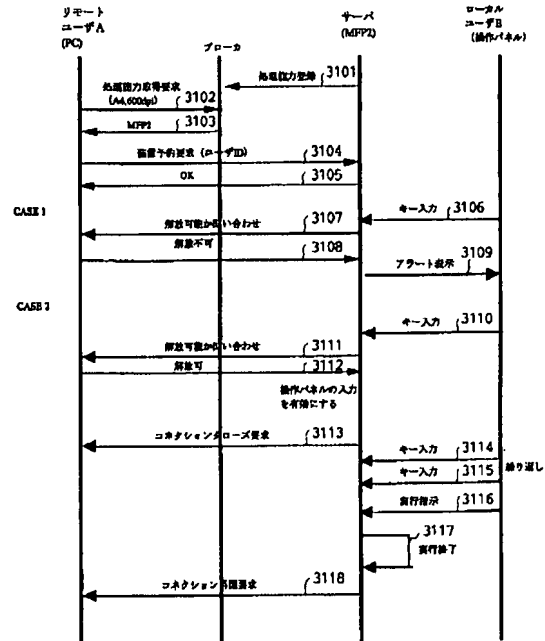 リモート
ユーザA
(PC)
ブローカ
サーバ
(MFP2)
ローカル
ユーザB
(操作パネル)
処理能力登録
3101
処理能力取得要求
(A4,600dpi)
3102
MFP2
3103
装置予約要求(ユーザID)
3104
OK
3105
CASE 1
キー入力
3106
解放可能か問い合わせ
3107
解放不可
3108
アラート表示
3109
CASE 2
キー入力
3110
解放可能か問い合わせ
3111
解放可
3112
操作パネルの入力
を有効にする
コネクションクローズ要求
3113
キー入力
3114
キー入力
3115
繰り返し
実行指示
3116
3117
実行終了
コネクション再開要求
3118